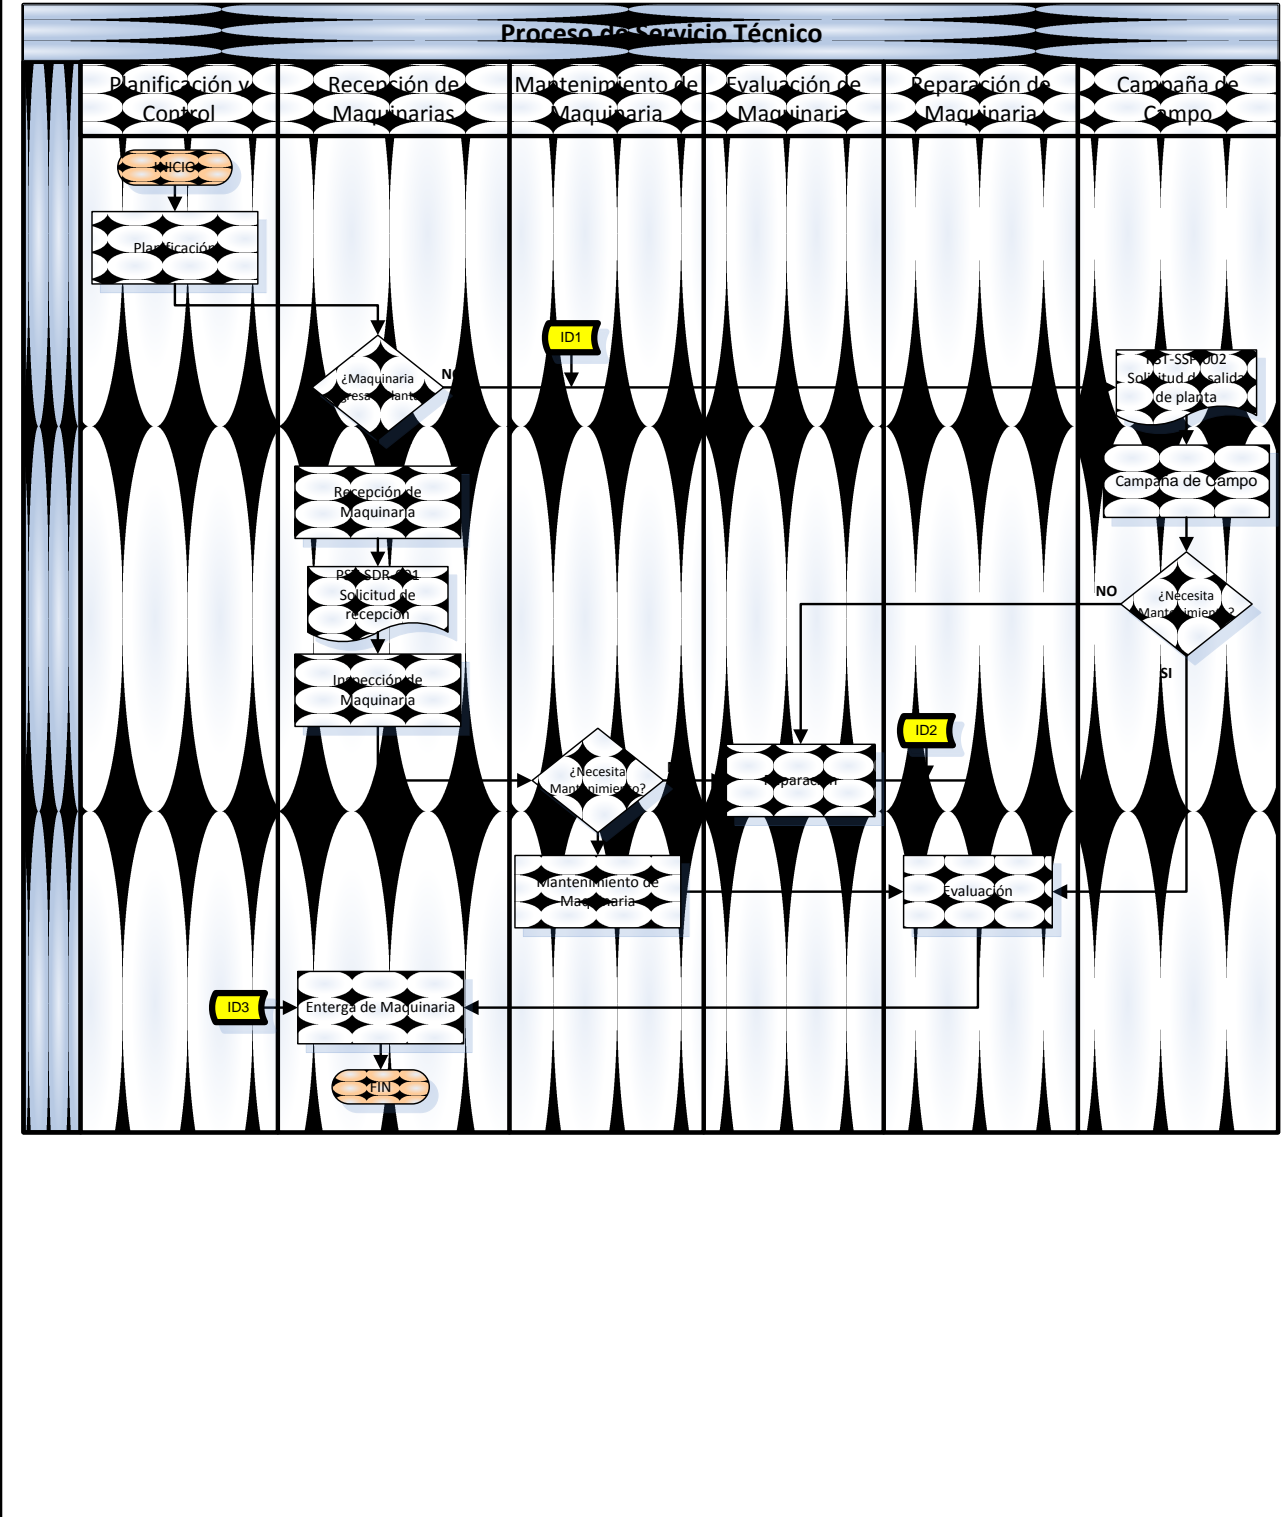 Proceso de Servicio Técnico
Planificación y
Control
Recepción de
Maquinarias
Mantenimiento de
Maquinaria
Evaluación de
Maquinaria
Reparación de
Maquinaria
Campaña de
Campo
INICIO
Planificación
ID1
¿Maquinaria
NO
Solicitud de salida
de planta
Recepción de
Maquinaria
Campaña de Campo
Solicitud de
recepción
NO
¿Necesita
Mantenimiento?
Inspección de
Maquinaria
SI
ID2
¿Necesita
Mantenimiento?
Reparación
Mantenimiento de
Maquinaria
Evaluación
ID3
Enterga de Maquinaria
FIN